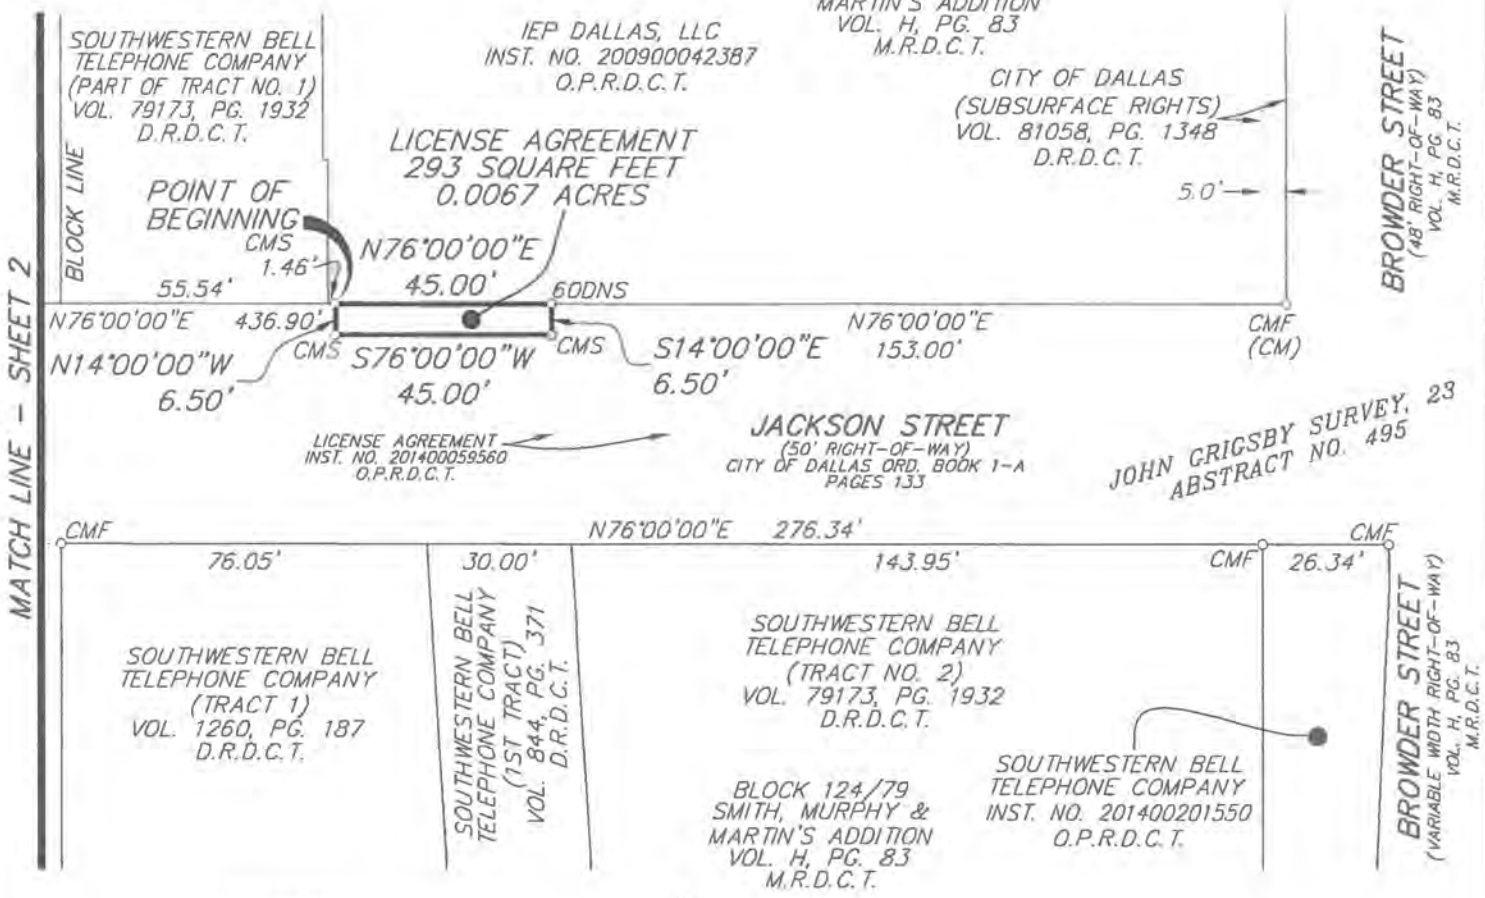 MARTIN'S ADDITION
VOL. H, PG. 83
M.R.D.C.T.
SOUTHWESTERN BELL
TELEPHONE COMPANY
(PART OF TRACT NO. 1)
VOL. 79173, PG. 1932
D.R.D.C.T.
IEP DALLAS, LLC
INST. NO. 200900042387
O.P.R.D.C.T.
CITY OF DALLAS
(SUBSURFACE RIGHTS)
VOL. 81058, PG. 1348
D.R.D.C.T.
5.0'
BROWDER STREET
(48' RIGHT-OF-WAY)
VOL. H, PG. 83
M.R.D.C.T.
BLOCK LINE
LICENSE AGREEMENT
293 SQUARE FEET
0.0067 ACRES
POINT OF
BEGINNING
CMS
1.46'
N76°00'00"E
45.00'
60DNS
55.54'
N76°00'00"E 436.90'
N76°00'00"E
153.00'
CMF
(CM)
CMS
CMS
N14°00'00"W
6.50'
S76°00'00"W
45.00'
S14°00'00"E
6.50'
MATCH LINE - SHEET 2
LICENSE AGREEMENT
INST. NO. 201400059560
O.P.R.D.C.T.
JACKSON STREET
(50' RIGHT-OF-WAY)
CITY OF DALLAS ORD. BOOK 1-A
PAGES 133
JOHN GRIGSBY SURVEY, 23
ABSTRACT NO. 495
CMF
N76°00'00"E 276.34'
CMF
76.05'
30.00'
143.95'
CMF
26.34'
SOUTHWESTERN BELL
TELEPHONE COMPANY
(TRACT 1)
VOL. 1260, PG. 187
D.R.D.C.T.
SOUTHWESTERN BELL
TELEPHONE COMPANY
(1ST TRACT)
VOL. 844, PG. 371
D.R.D.C.T.
SOUTHWESTERN BELL
TELEPHONE COMPANY
(TRACT NO. 2)
VOL. 79173, PG. 1932
D.R.D.C.T.
BLOCK 124/79
SMITH, MURPHY &
MARTIN'S ADDITION
VOL. H, PG. 83
M.R.D.C.T.
SOUTHWESTERN BELL
TELEPHONE COMPANY
INST. NO. 201400201550
O.P.R.D.C.T.
BROWDER STREET
(VARIABLE WIDTH RIGHT-OF-WAY)
VOL. H, PG. 83
M.R.D.C.T.